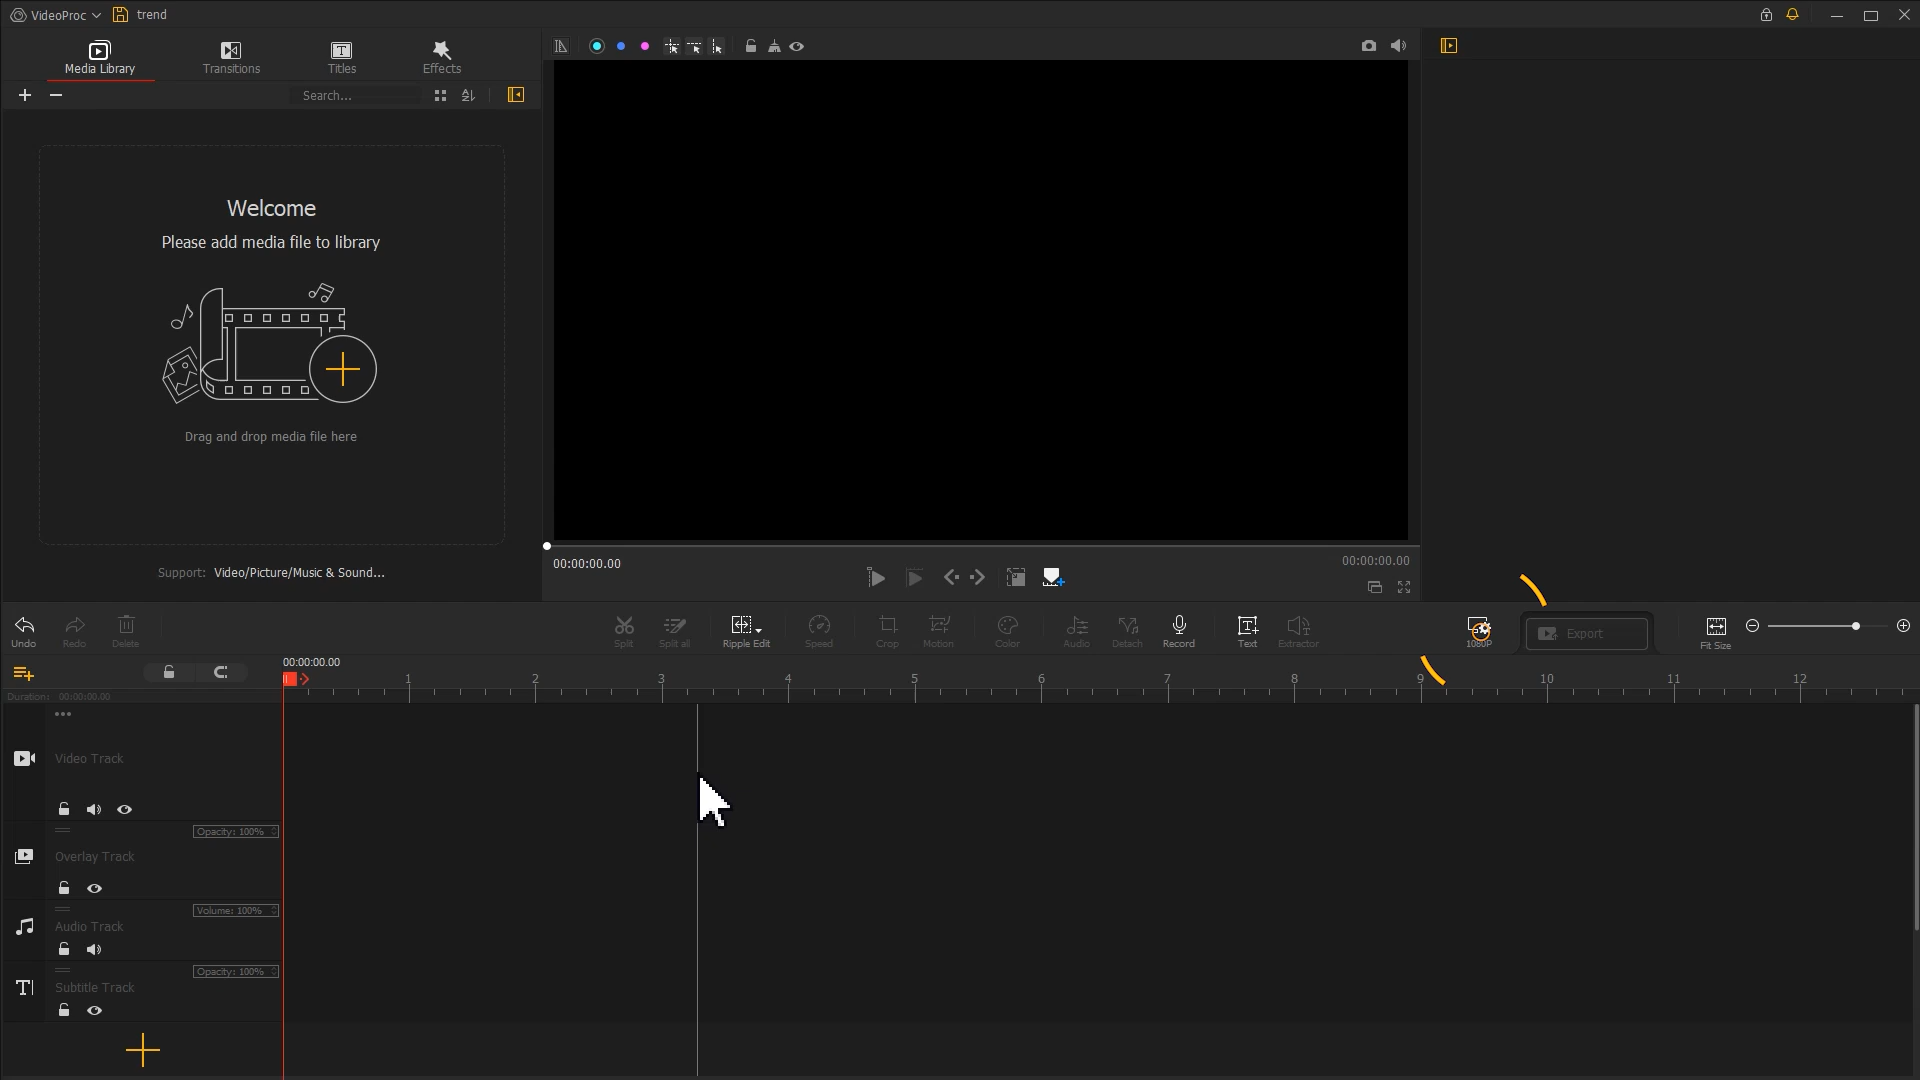 VideoProc
trend
Media Library
Transitions
Titles
Effects
Search...
Welcome
Please add media file to library
Drag and drop media file here
Support: Video/Picture/Music & Sound...
00:00:00.00
00:00:00.00
Undo
Redo
Delete
Split
Split all
Ripple Edit
Speed
Crop
Motion
Color
Audio
Detach
Record
Text
Extractor
1080P
Export
Fit Size
00:00:00.00
1 2 3 4 5 6 7 8 9 10 11 12
Duration: 00:00:00.00
Video Track
Opacity: 100%
Overlay Track
Volume: 100%
Audio Track
Opacity: 100%
Subtitle Track